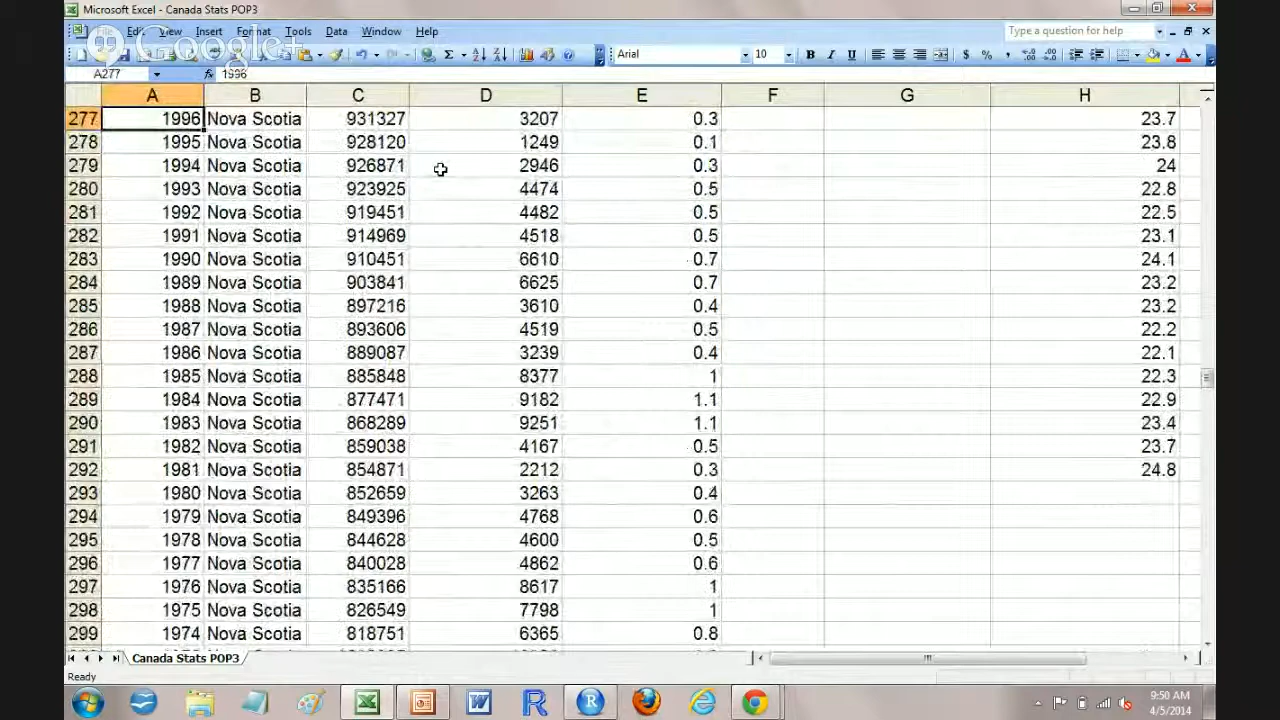 Microsoft Excel - Canada Stats POP3
File Edit View Insert Format Tools Data Window Help
Type a question for help
Google+
Arial 10 B I U $ % ,
A277 fx 1996
A B C D E F G H
277 1996 Nova Scotia 931327 3207 0.3 23.7
278 1995 Nova Scotia 928120 1249 0.1 23.8
279 1994 Nova Scotia 926871 2946 0.3 24
280 1993 Nova Scotia 923925 4474 0.5 22.8
281 1992 Nova Scotia 919451 4482 0.5 22.5
282 1991 Nova Scotia 914969 4518 0.5 23.1
283 1990 Nova Scotia 910451 6610 0.7 24.1
284 1989 Nova Scotia 903841 6625 0.7 23.2
285 1988 Nova Scotia 897216 3610 0.4 23.2
286 1987 Nova Scotia 893606 4519 0.5 22.2
287 1986 Nova Scotia 889087 3239 0.4 22.1
288 1985 Nova Scotia 885848 8377 1 22.3
289 1984 Nova Scotia 877471 9182 1.1 22.9
290 1983 Nova Scotia 868289 9251 1.1 23.4
291 1982 Nova Scotia 859038 4167 0.5 23.7
292 1981 Nova Scotia 854871 2212 0.3 24.8
293 1980 Nova Scotia 852659 3263 0.4
294 1979 Nova Scotia 849396 4768 0.6
295 1978 Nova Scotia 844628 4600 0.5
296 1977 Nova Scotia 840028 4862 0.6
297 1976 Nova Scotia 835166 8617 1
298 1975 Nova Scotia 826549 7798 1
299 1974 Nova Scotia 818751 6365 0.8
Canada Stats POP3
Ready
9:50 AM
4/5/2014